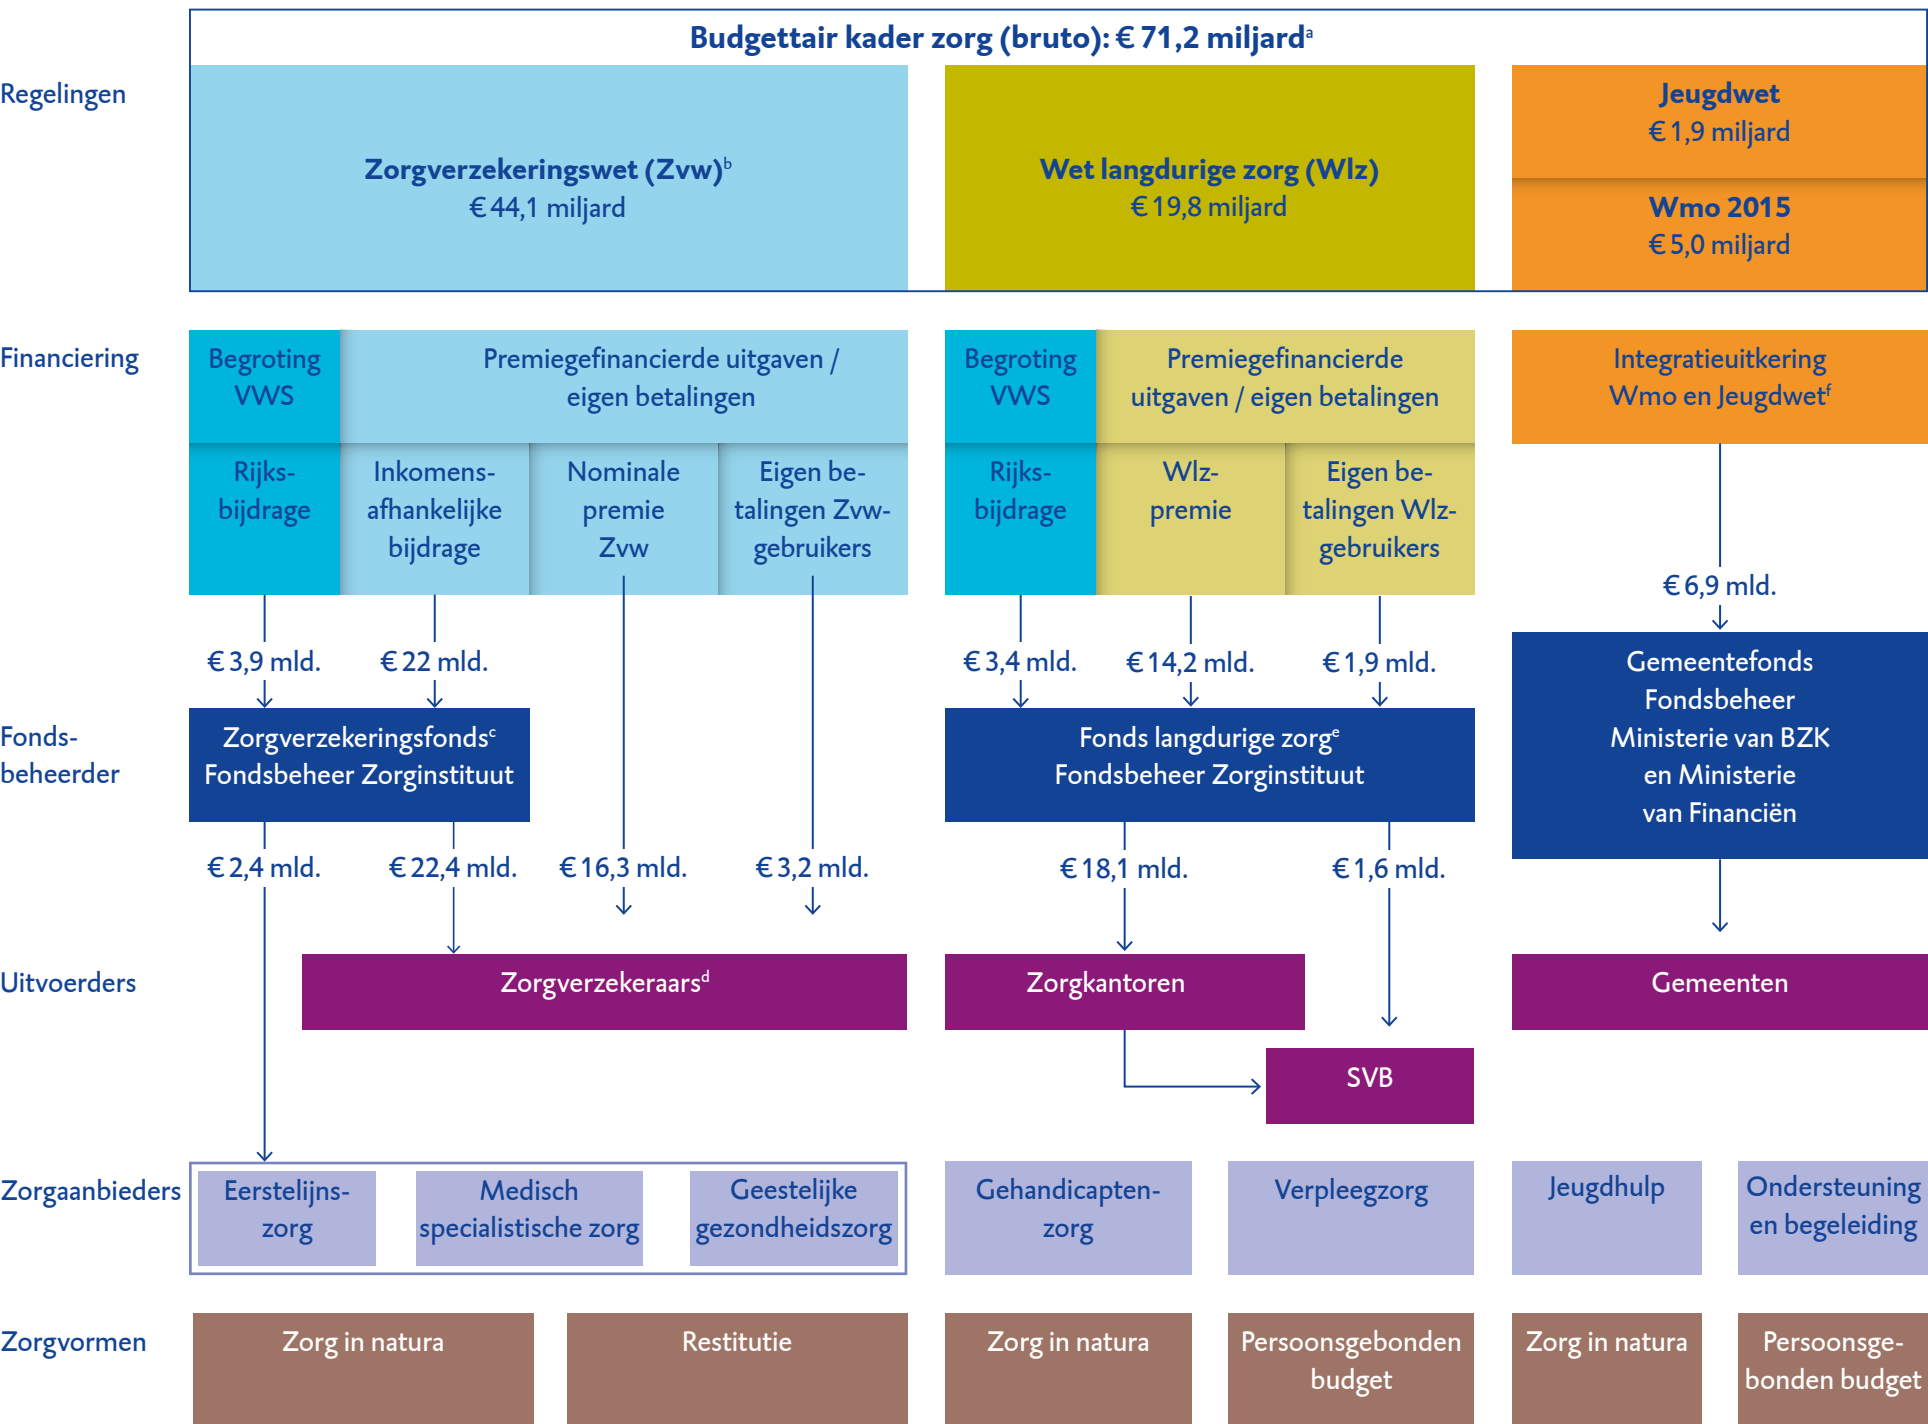 Budgettair kader zorg (bruto): € 71,2 miljardᵃ
Regelingen
Zorgverzekeringswet (Zvw)ᵇ
€ 44,1 miljard
Wet langdurige zorg (Wlz)
€ 19,8 miljard
Jeugdwet
€ 1,9 miljard
Wmo 2015
€ 5,0 miljard
Financiering
Begroting
VWS
Premiegefinancierde uitgaven /
eigen betalingen
Begroting
VWS
Premiegefinancierde
uitgaven / eigen betalingen
Integratieuitkering
Wmo en Jeugdwetᶠ
Rijks-
bijdrage
Inkomens-
afhankelijke
bijdrage
Nominale
premie
Zvw
Eigen be-
talingen Zvw-
gebruikers
Rijks-
bijdrage
Wlz-
premie
Eigen be-
talingen Wlz-
gebruikers
€ 3,9 mld.
€ 22 mld.
€ 3,4 mld.
€ 14,2 mld.
€ 1,9 mld.
€ 6,9 mld.
Fonds-
beheerder
Zorgverzekeringsfondsᶜ
Fondsbeheer Zorginstituut
Fonds langdurige zorgᵉ
Fondsbeheer Zorginstituut
Gemeentefonds
Fondsbeheer
Ministerie van BZK
en Ministerie
van Financiën
€ 2,4 mld.
€ 22,4 mld.
€ 16,3 mld.
€ 3,2 mld.
€ 18,1 mld.
€ 1,6 mld.
Uitvoerders
Zorgverzekeraarsᵈ
Zorgkantoren
Gemeenten
SVB
Zorgaanbieders
Eerstelijns-
zorg
Medisch
specialistische zorg
Geestelijke
gezondheidszorg
Gehandicapten-
zorg
Verpleegzorg
Jeugdhulp
Ondersteuning
en begeleiding
Zorgvormen
Zorg in natura
Restitutie
Zorg in natura
Persoonsgebonden
budget
Zorg in natura
Persoonsge-
bonden budget